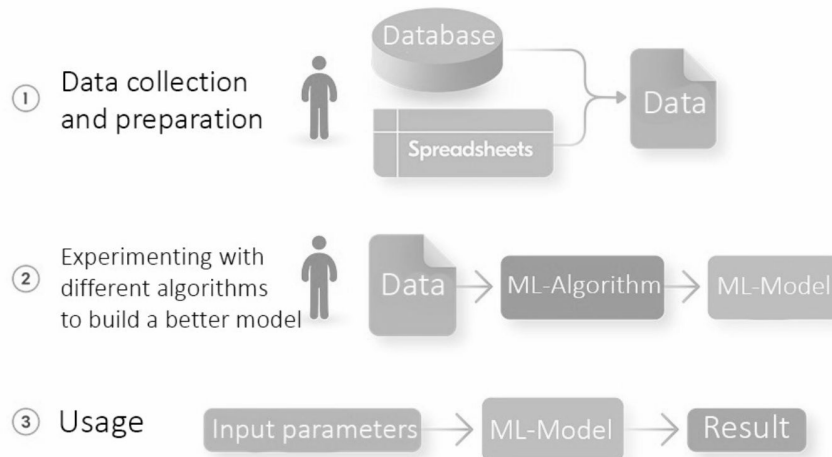 1
Data collection
and preparation
Database
Spreadsheets
Data
2
Experimenting with
different algorithms
to build a better model
Data
ML-Algorithm
ML-Model
3
Usage
Input parameters
ML-Model
Result